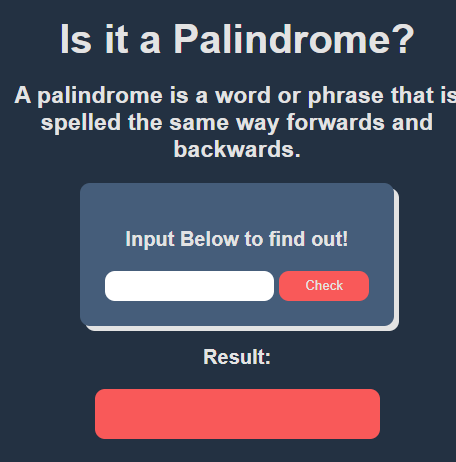 Is it a Palindrome?
A palindrome is a word or phrase that is
spelled the same way forwards and
backwards.
Input Below to find out!
Check
Result: